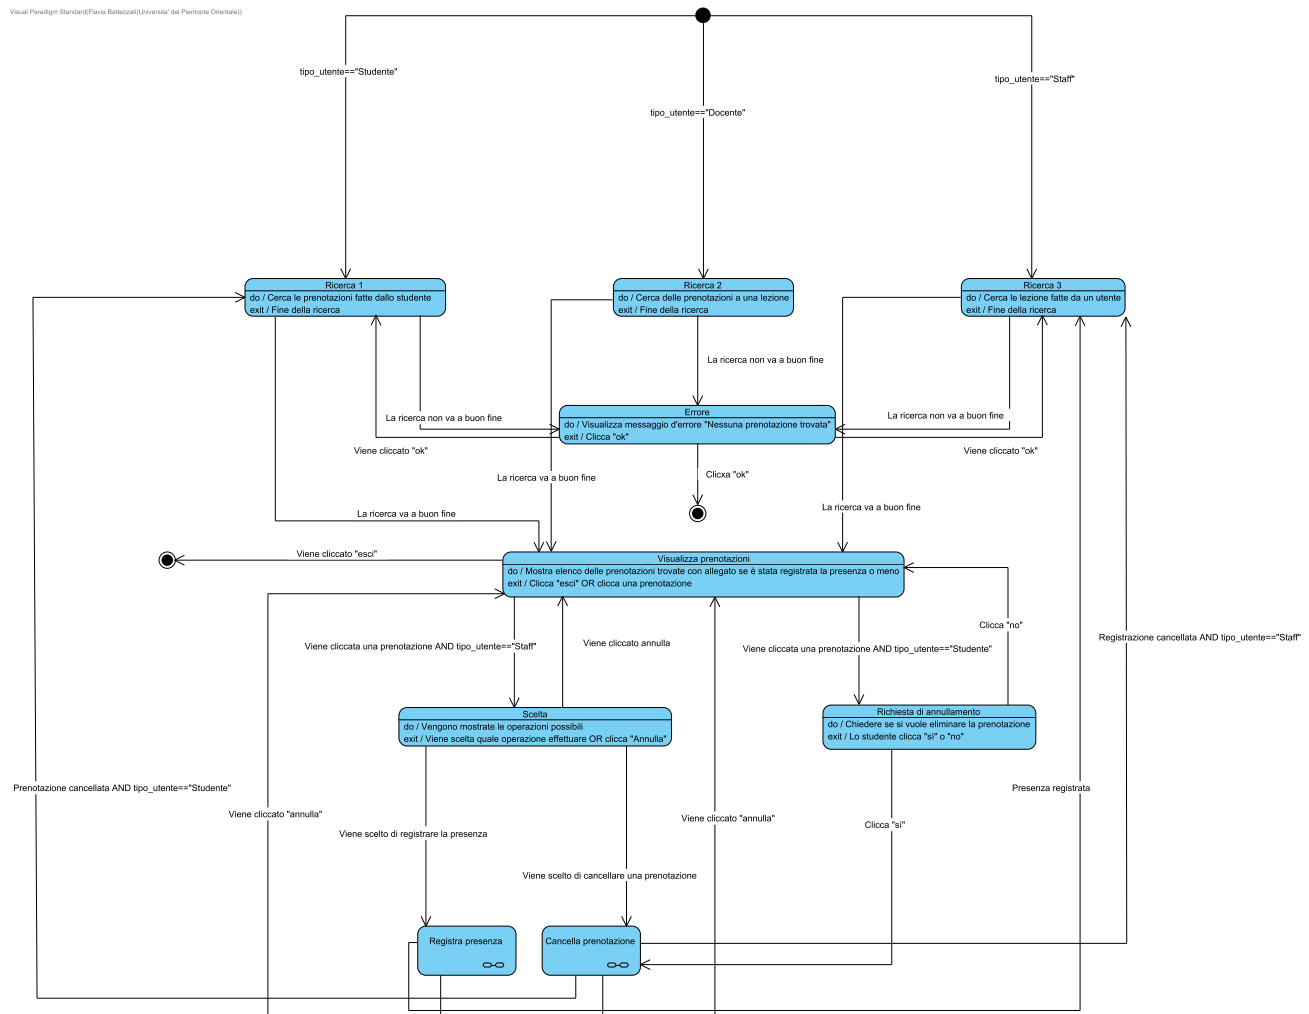 Visual Paradigm Standard(Flavia Battezzati(Universita' del Piemonte Orientale))
tipo_utente=="Studente"
tipo_utente=="Staff"
tipo_utente=="Docente"
Ricerca 1
do / Cerca le prenotazioni fatte dallo studente
exit / Fine della ricerca
Ricerca 2
do / Cerca delle prenotazioni a una lezione
exit / Fine della ricerca
Ricerca 3
do / Cerca le lezione fatte da un utente
exit / Fine della ricerca
La ricerca non va a buon fine
Errore
do / Visualizza messaggio d'errore "Nessuna prenotazione trovata"
exit / Clicca "ok"
La ricerca non va a buon fine
La ricerca non va a buon fine
Viene cliccato "ok"
Viene cliccato "ok"
La ricerca va a buon fine
Clicxa "ok"
La ricerca va a buon fine
La ricerca va a buon fine
Viene cliccato "esci"
Visualizza prenotazioni
do / Mostra elenco delle prenotazioni trovate con allegato se è stata registrata la presenza o meno
exit / Clicca "esci" OR clicca una prenotazione
Clicca "no"
Registrazione cancellata AND tipo_utente=="Staff"
Viene cliccata una prenotazione AND tipo_utente=="Staff"
Viene cliccato annulla
Viene cliccata una prenotazione AND tipo_utente=="Studente"
Scelta
do / Vengono mostrate le operazioni possibili
exit / Viene scelta quale operazione effettuare OR clicca "Annulla"
Richiesta di annullamento
do / Chiedere se si vuole eliminare la prenotazione
exit / Lo studente clicca "sì" o "no"
Prenotazione cancellata AND tipo_utente=="Studente"
Presenza registrata
Viene cliccato "annulla"
Viene cliccato "annulla"
Clicca "sì"
Viene scelto di registrare la presenza
Viene scelto di cancellare una prenotazione
Registra presenza
Cancella prenotazione